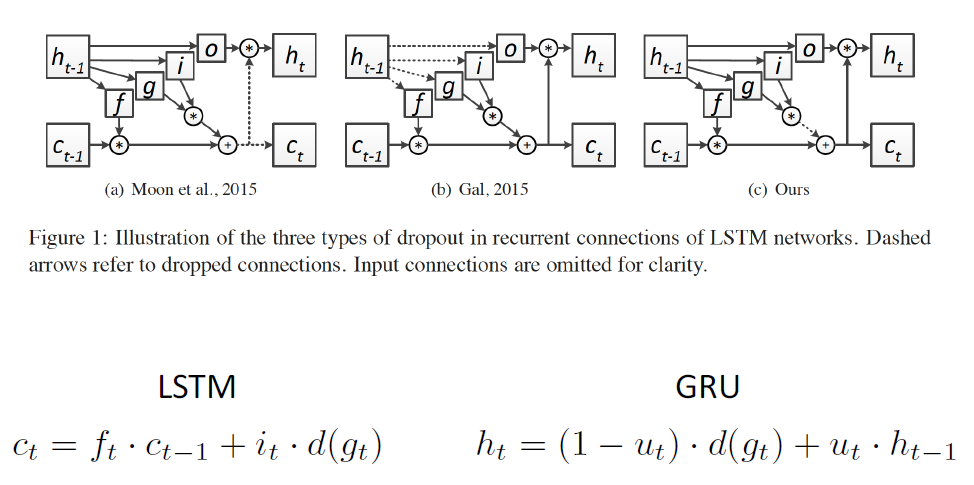 h_{t-1} o * h_t
i
g
f *
c_{t-1} * + c_t
(a) Moon et al., 2015
h_{t-1} o * h_t
i
g
f *
c_{t-1} * + c_t
(b) Gal, 2015
h_{t-1} o * h_t
i
g
f *
c_{t-1} * + c_t
(c) Ours
Figure 1: Illustration of the three types of dropout in recurrent connections of LSTM networks. Dashed
arrows refer to dropped connections. Input connections are omitted for clarity.
LSTM
c_t = f_t · c_{t-1} + i_t · d(g_t)
GRU
h_t = (1 − u_t) · d(g_t) + u_t · h_{t-1}